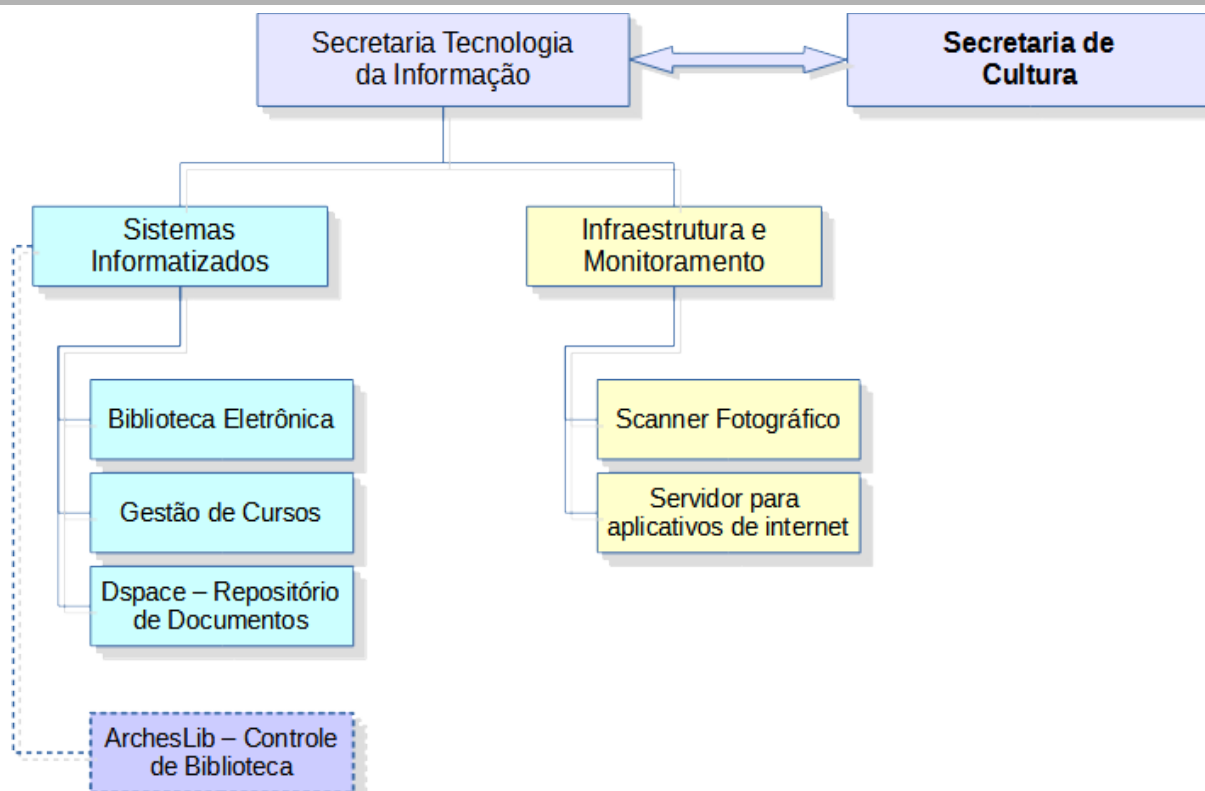 Secretaria Tecnologia
da Informação
Secretaria de
Cultura
Sistemas
Informatizados
Infraestrutura e
Monitoramento
Biblioteca Eletrônica
Scanner Fotográfico
Gestão de Cursos
Servidor para
aplicativos de internet
Dspace – Repositório
de Documentos
ArchesLib – Controle
de Biblioteca